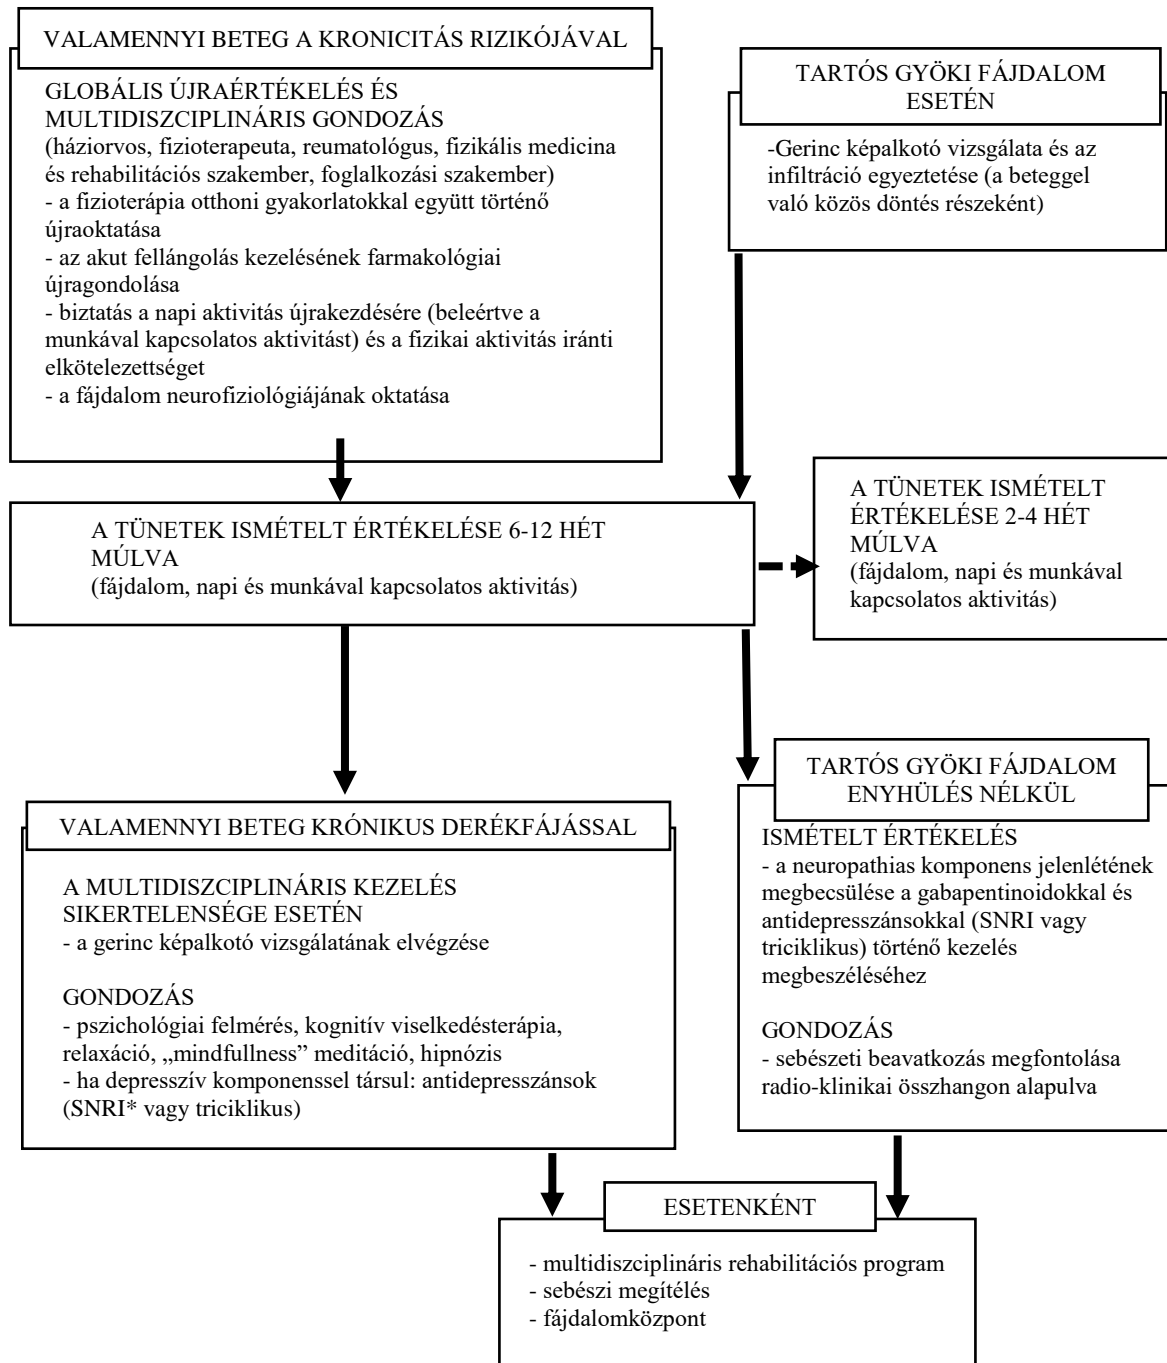 VALAMENNYI BETEG A KRONICITÁS RIZIKÓJÁVAL
GLOBÁLIS ÚJRAÉRTÉKELÉS ÉS
MULTIDISZCIPLINÁRIS GONDOZÁS
(háziorvos, fizioterapeuta, reumatológus, fizikális medicina
és rehabilitációs szakember, foglalkozási szakember)
- a fizioterápia otthoni gyakorlatokkal együtt történő
újraoktatása
- az akut fellángolás kezelésének farmakológiai
újragondolása
- biztatás a napi aktivitás újrakezdésére (beleértve a
munkával kapcsolatos aktivitást) és a fizikai aktivitás iránti
elkötelezettséget
- a fájdalom neurofiziológiájának oktatása
TARTÓS GYÖKI FÁJDALOM
ESETÉN
-Gerinc képalkotó vizsgálata és az
infiltráció egyeztetése (a beteggel
való közös döntés részeként)
A TÜNETEK ISMÉTELT ÉRTÉKELÉSE 6-12 HÉT
MÚLVA
(fájdalom, napi és munkával kapcsolatos aktivitás)
A TÜNETEK ISMÉTELT
ÉRTÉKELÉSE 2-4 HÉT
MÚLVA
(fájdalom, napi és munkával
kapcsolatos aktivitás)
VALAMENNYI BETEG KRÓNIKUS DERÉKFÁJÁSSAL
A MULTIDISZCIPLINÁRIS KEZELÉS
SIKERTELENSÉGE ESETÉN
- a gerinc képalkotó vizsgálatának elvégzése
GONDOZÁS
- pszichológiai felmérés, kognitív viselkedésterápia,
relaxáció, „mindfullness” meditáció, hipnózis
- ha depresszív komponenssel társul: antidepresszánsok
(SNRI* vagy triciklikus)
TARTÓS GYÖKI FÁJDALOM
ENYHÜLÉS NÉLKÜL
ISMÉTELT ÉRTÉKELÉS
- a neuropathias komponens jelenlétének
megbecsülése a gabapentinoidokkal és
antidepresszánsokkal (SNRI vagy
triciklikus) történő kezelés
megbeszéléséhez
GONDOZÁS
- sebészeti beavatkozás megfontolása
radio-klinikai összhangon alapulva
ESETENKÉNT
- multidiszciplináris rehabilitációs program
- sebészi megítélés
- fájdalomközpont